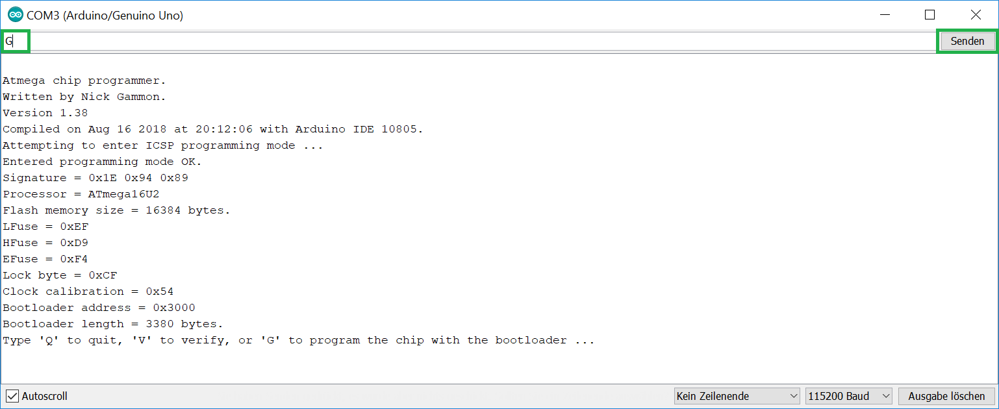 COM3 (Arduino/Genuino Uno)
G
Senden
Atmega chip programmer.
Written by Nick Gammon.
Version 1.38
Compiled on Aug 16 2018 at 20:12:06 with Arduino IDE 10805.
Attempting to enter ICSP programming mode ...
Entered programming mode OK.
Signature = 0x1E 0x94 0x89
Processor = ATmega16U2
Flash memory size = 16384 bytes.
LFuse = 0xEF
HFuse = 0xD9
EFuse = 0xF4
Lock byte = 0xCF
Clock calibration = 0x54
Bootloader address = 0x3000
Bootloader length = 3380 bytes.
Type 'Q' to quit, 'V' to verify, or 'G' to program the chip with the bootloader ...
Autoscroll
Kein Zeilenende
115200 Baud
Ausgabe löschen